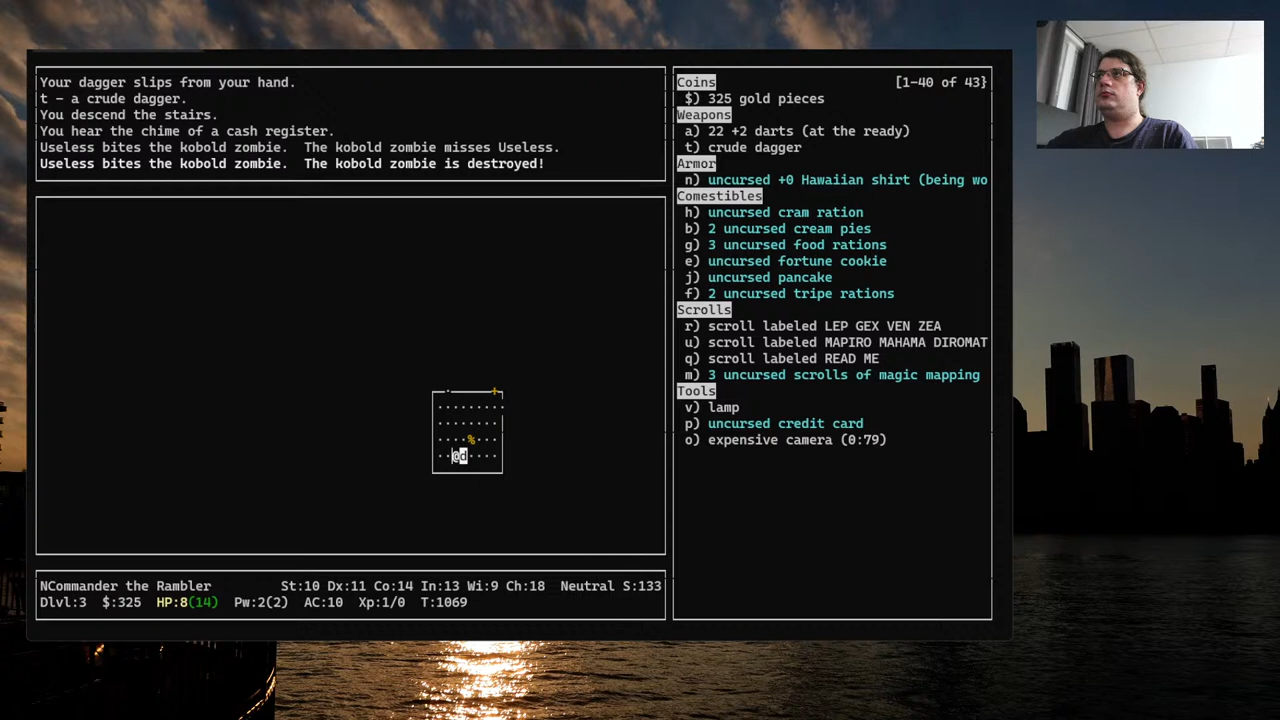 Your dagger slips from your hand.
t - a crude dagger.
You descend the stairs.
You hear the chime of a cash register.
Useless bites the kobold zombie.  The kobold zombie misses Useless.
Useless bites the kobold zombie.  The kobold zombie is destroyed!
Coins [1-40 of 43}
$) 325 gold pieces
Weapons
a) 22 +2 darts (at the ready)
t) crude dagger
Armor
n) uncursed +0 Hawaiian shirt (being wo
Comestibles
h) uncursed cram ration
b) 2 uncursed cream pies
g) 3 uncursed food rations
e) uncursed fortune cookie
j) uncursed pancake
f) 2 uncursed tripe rations
Scrolls
r) scroll labeled LEP GEX VEN ZEA
u) scroll labeled MAPIRO MAHAMA DIROMAT
q) scroll labeled READ ME
m) 3 uncursed scrolls of magic mapping
Tools
v) lamp
p) uncursed credit card
o) expensive camera (0:79)
%
@d
NCommander the Rambler St:10 Dx:11 Co:14 In:13 Wi:9 Ch:18 Neutral S:133
Dlvl:3 $:325 HP:8(14) Pw:2(2) AC:10 Xp:1/0 T:1069